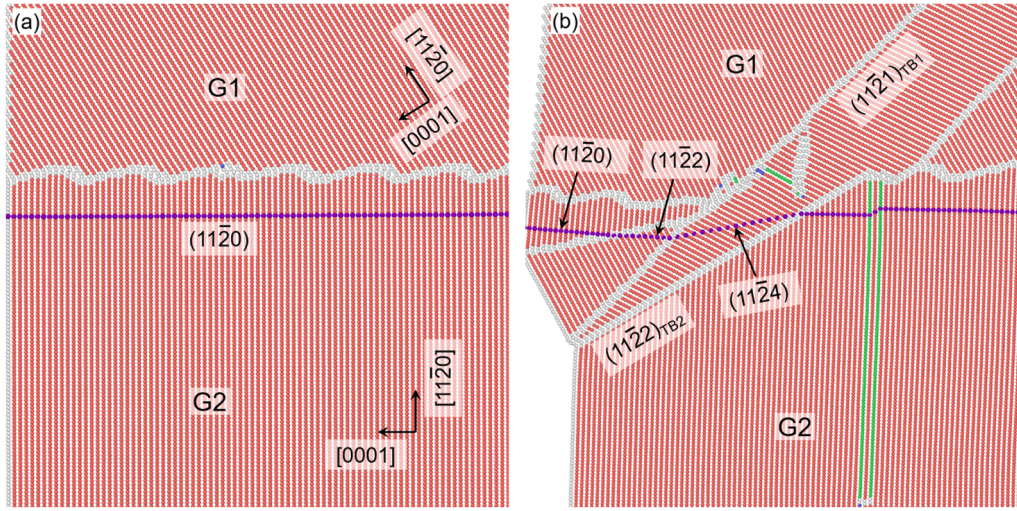 (a)
G1
[112̅0]
[0001]
(112̅0)
G2
[112̅0]
[0001]
(b)
G1
(112̅1)TB1
(112̅0)
(112̅2)
(112̅4)
(112̅2)TB2
G2